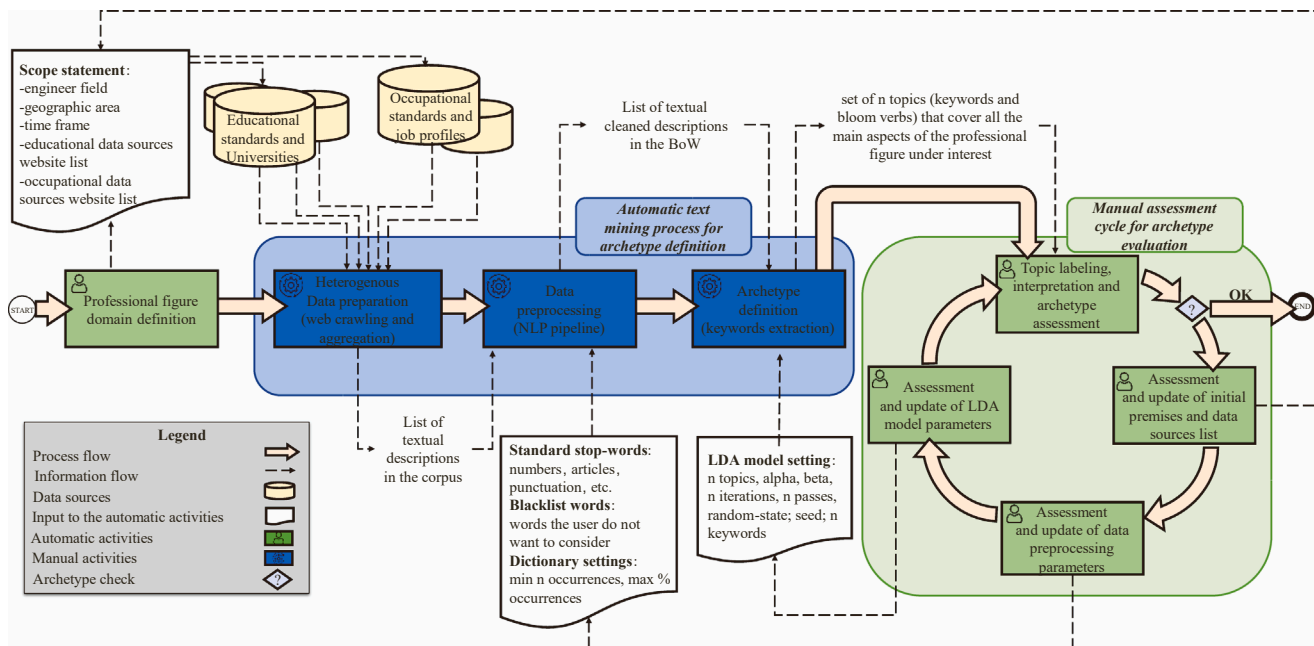 Scope statement:
-engineer field
-geographic area
-time frame
-educational data sources
website list
-occupational data
sources website list
Educational
standards and
Universities
Occupational
standards and
job profiles
List of textual
cleaned descriptions
in the BoW
set of n topics (keywords and
bloom verbs) that cover all the
main aspects of the professional
figure under interest
Automatic text
mining process for
archetype definition
Manual assessment
cycle for archetype
evaluation
START
Professional figure
domain definition
Heterogenous
Data preparation
(web crawling and
aggregation)
Data
preprocessing
(NLP pipeline)
Archetype
definition
(keywords extraction)
Topic labeling,
interpretation and
archetype
assessment
?
OK
END
Assessment
and update of LDA
model parameters
Assessment
and update of initial
premises and data
sources list
Assessment
and update of data
preprocessing
parameters
List of
textual
descriptions
in the corpus
Standard stop-words:
numbers, articles,
punctuation, etc.
Blacklist words:
words the user do not
want to consider
Dictionary settings:
min n occurrences, max %
occurrences
LDA model setting:
n topics, alpha, beta,
n iterations, n passes,
random-state; seed; n
keywords
Legend
Process flow
Information flow
Data sources
Input to the automatic activities
Automatic activities
Manual activities
Archetype check
?